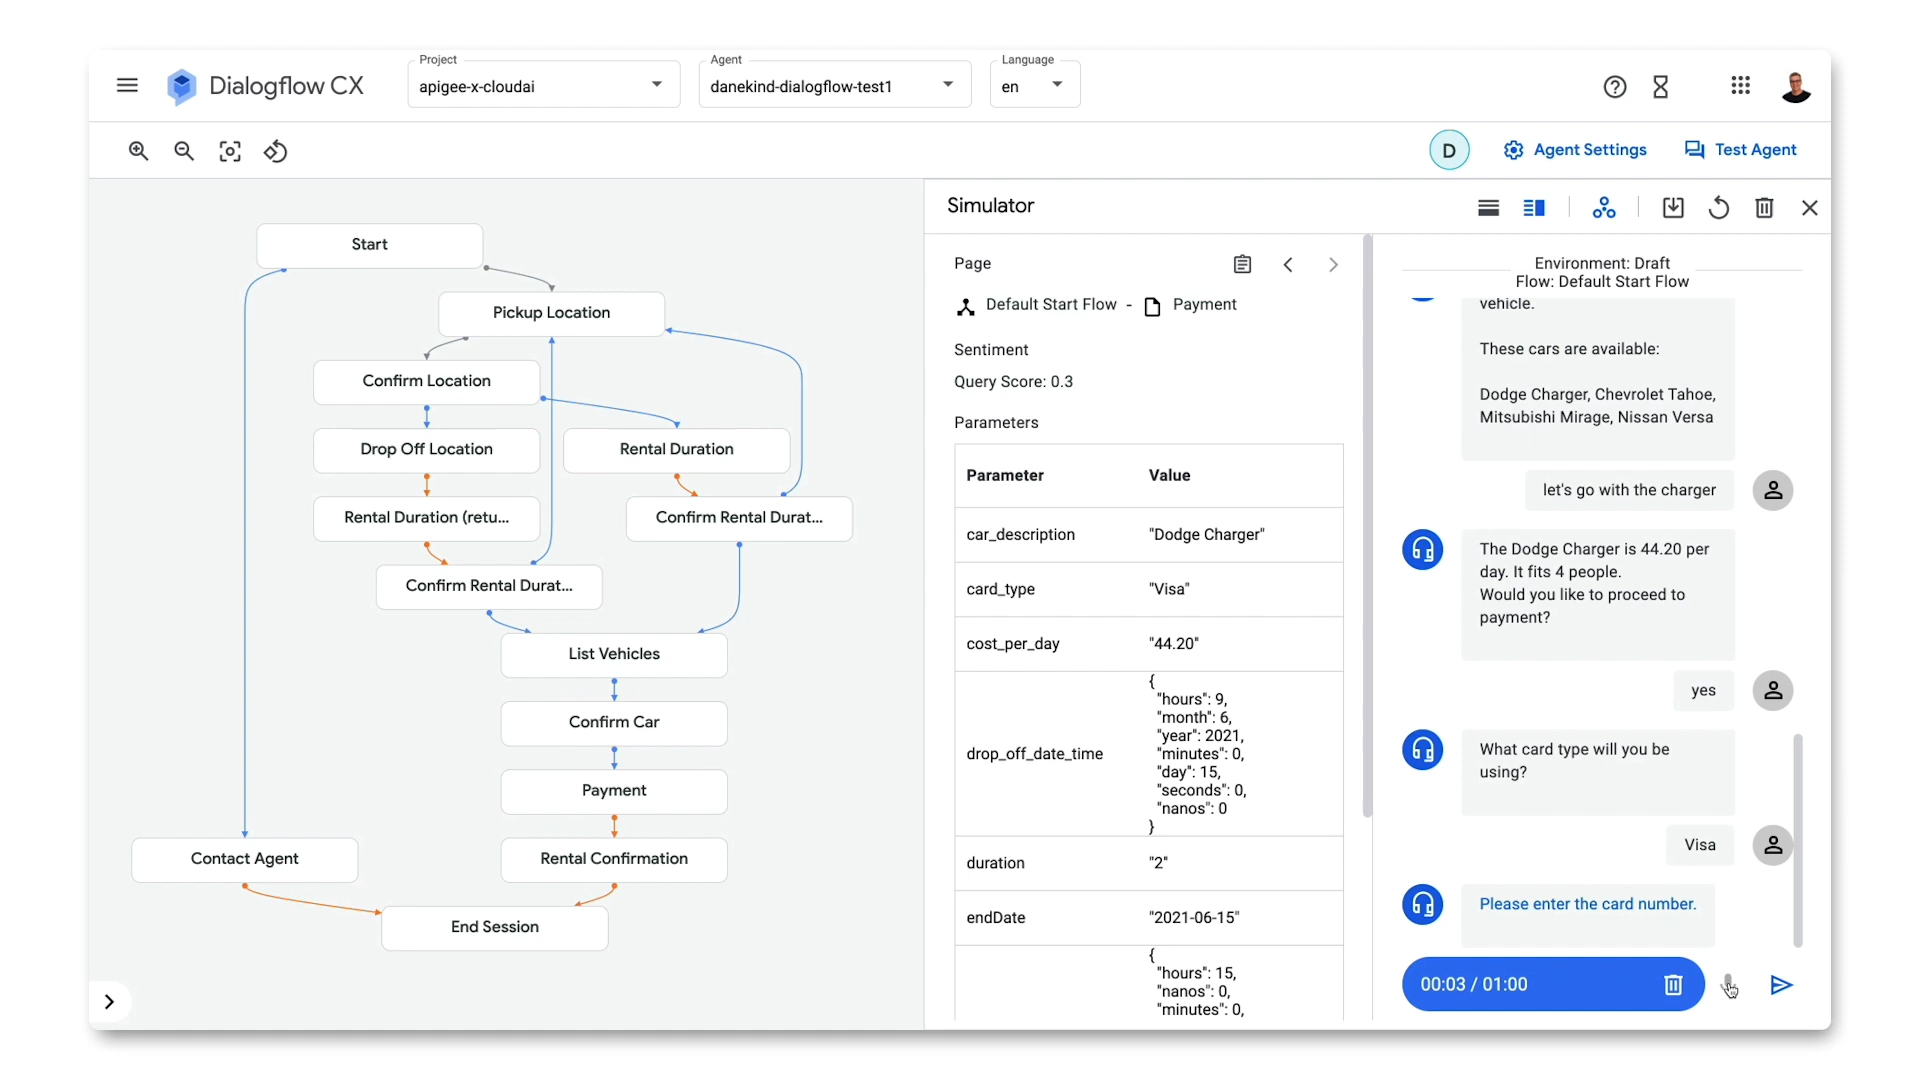 Project
Agent
Language
Dialogflow CX
apigee-x-cloudai
danekind-dialogflow-test1
en
D
Agent Settings
Test Agent
Start
Pickup Location
Confirm Location
Drop Off Location
Rental Duration
Rental Duration (retu...
Confirm Rental Durat...
Confirm Rental Durat...
List Vehicles
Confirm Car
Payment
Contact Agent
Rental Confirmation
End Session
Simulator
Page
Default Start Flow - Payment
Sentiment
Query Score: 0.3
Parameters
Parameter Value
car_description "Dodge Charger"
card_type "Visa"
cost_per_day "44.20"
drop_off_date_time
{
"hours": 9,
"month": 6,
"year": 2021,
"minutes": 0,
"day": 15,
"seconds": 0,
"nanos": 0
}
duration "2"
endDate "2021-06-15"
{
"hours": 15,
"nanos": 0,
"minutes": 0,
Environment: Draft
Flow: Default Start Flow
vehicle.
These cars are available:
Dodge Charger, Chevrolet Tahoe,
Mitsubishi Mirage, Nissan Versa
let's go with the charger
The Dodge Charger is 44.20 per
day. It fits 4 people.
Would you like to proceed to
payment?
yes
What card type will you be
using?
Visa
Please enter the card number.
00:03 / 01:00